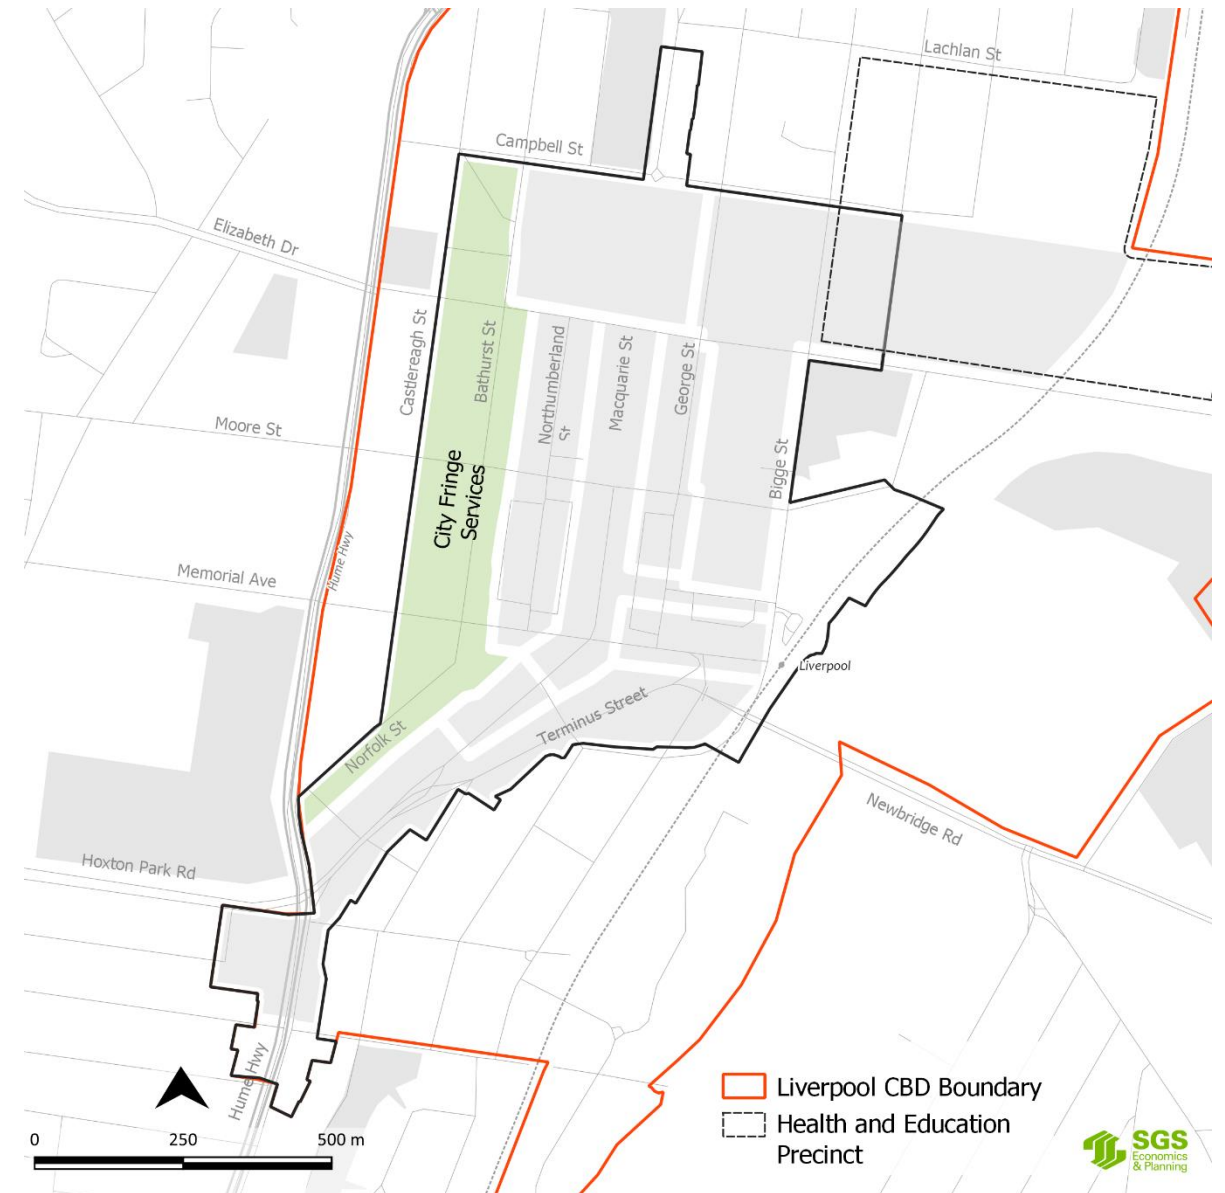 Lachlan St
Campbell St
Elizabeth Dr
Castlereagh St
Bathurst St
Northumberland
St
Macquarie St
George St
Moore St
Bigge St
City Fringe
Services
Hume Hwy
Memorial Ave
Liverpool
Terminus Street
Norfolk St
Newbridge Rd
Hoxton Park Rd
Hume Hwy
0 250 500 m
Liverpool CBD Boundary
Health and Education
Precinct
SGS
Economics
& Planning